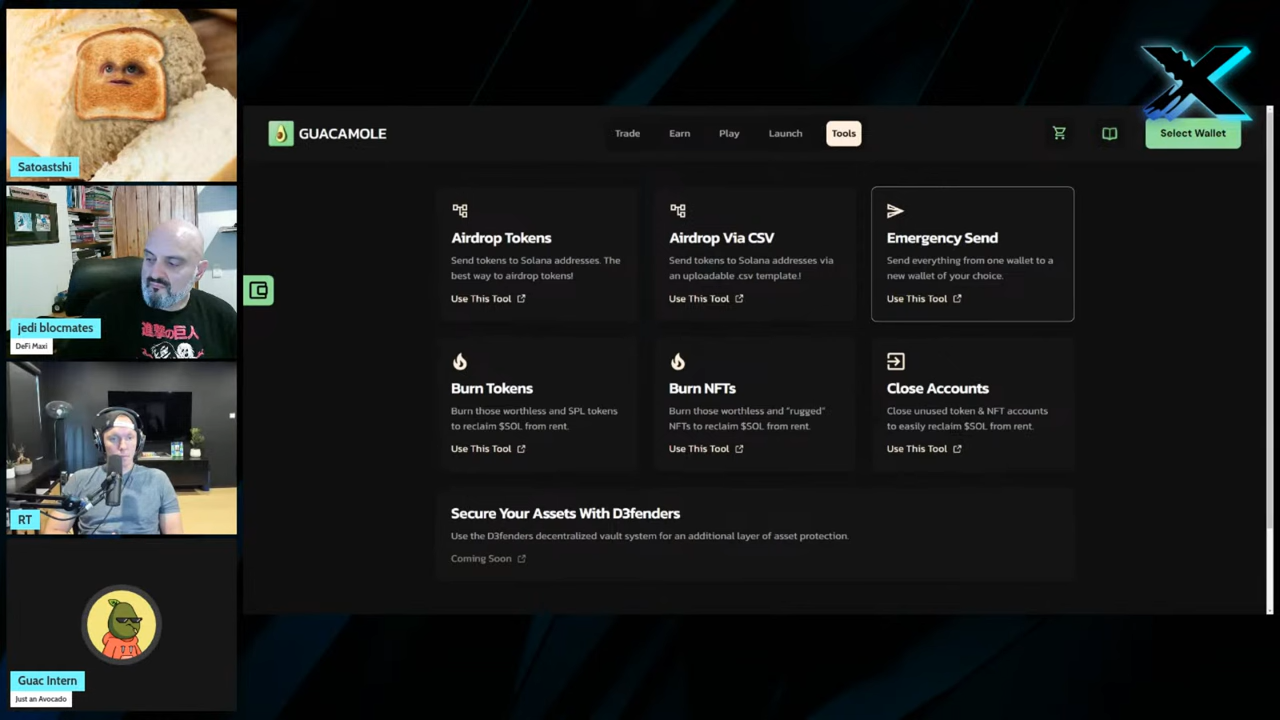 Satoastshi
jedi blocmates
DeFi Maxi
進撃の巨人
RT
Guac Intern
Just an Avocado
X
GUACAMOLE
Trade
Earn
Play
Launch
Tools
Select Wallet
Airdrop Tokens
Send tokens to Solana addresses. The
best way to airdrop tokens!
Use This Tool
Airdrop Via CSV
Send tokens to Solana addresses via
an uploadable .csv template.!
Use This Tool
Emergency Send
Send everything from one wallet to a
new wallet of your choice.
Use This Tool
Burn Tokens
Burn those worthless and SPL tokens
to reclaim $SOL from rent.
Use This Tool
Burn NFTs
Burn those worthless and "rugged"
NFTs to reclaim $SOL from rent.
Use This Tool
Close Accounts
Close unused token & NFT accounts
to easily reclaim $SOL from rent.
Use This Tool
Secure Your Assets With D3fenders
Use the D3fenders decentralized vault system for an additional layer of asset protection.
Coming Soon